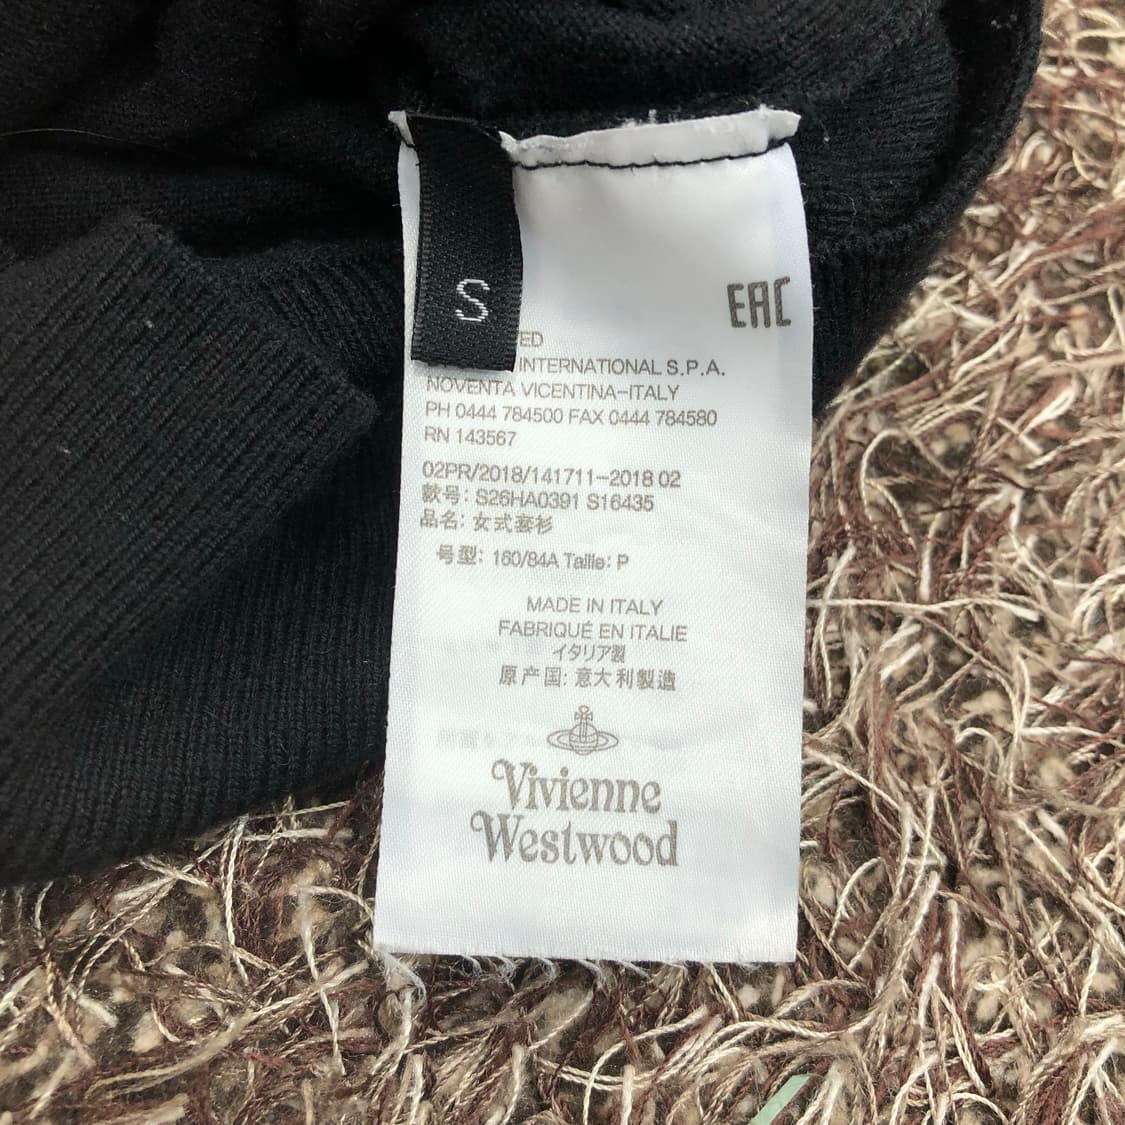 S
EAC
ED
INTERNATIONAL S.P.A.
NOVENTA VICENTINA-ITALY
PH 0444 784500 FAX 0444 784580
RN 143567
02PR/2018/141711-2018 02
款号: S26HA0391 S16435
品名: 女式套衫
号型: 160/84A Taille: P
MADE IN ITALY
FABRIQUÉ EN ITALIE
イタリア製
原产国: 意大利製造
Vivienne
Westwood